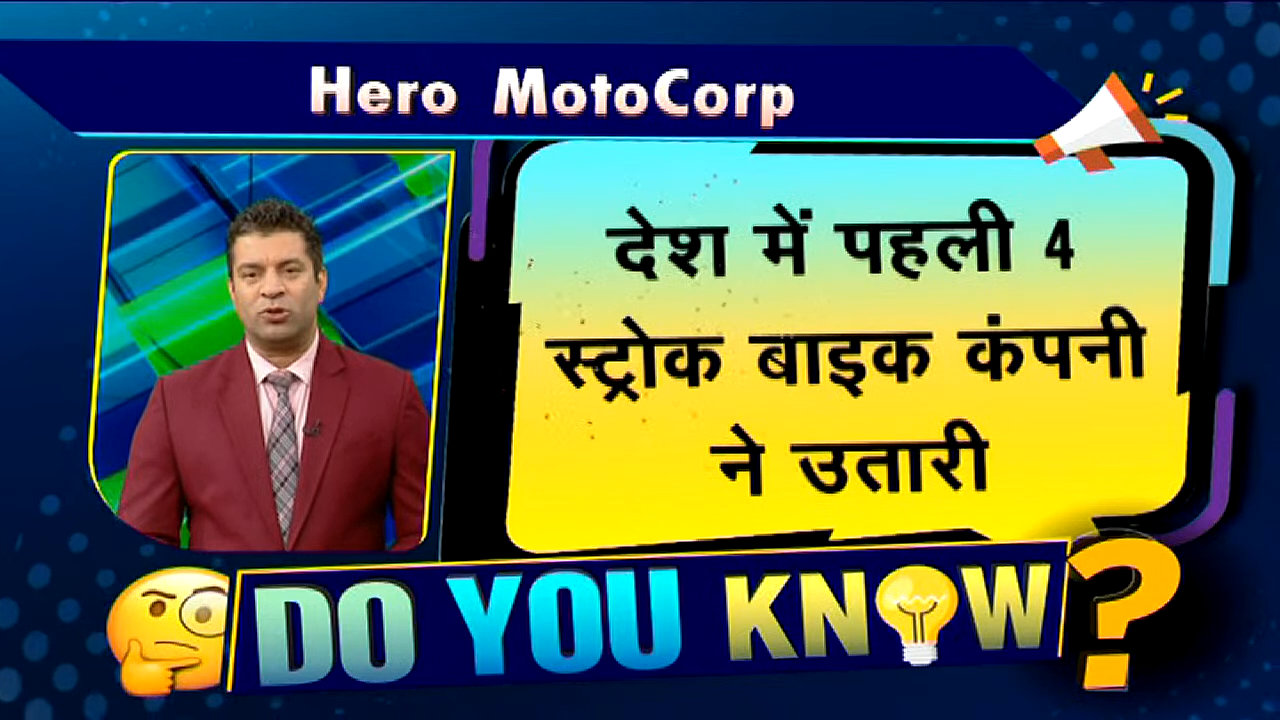 Hero MotoCorp
देश में पहली 4
स्ट्रोक बाइक कंपनी
ने उतारी
DO YOU KNOW?